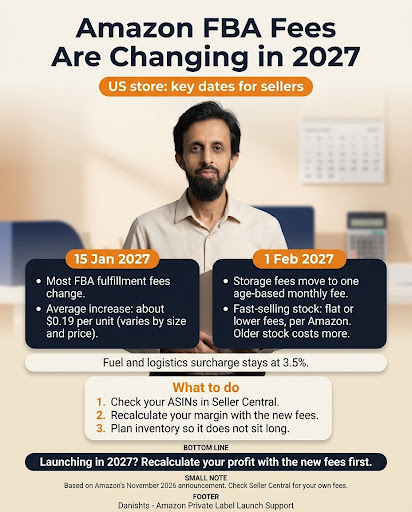 Amazon FBA Fees
Are Changing in 2027
US store: key dates for sellers
15 Jan 2027
• Most FBA fulfillment fees
change.
• Average increase: about
$0.19 per unit (varies by size
and price).
1 Feb 2027
• Storage fees move to one
age-based monthly fee.
• Fast-selling stock: flat or
lower fees, per Amazon.
Older stock costs more.
Fuel and logistics surcharge stays at 3.5%.
What to do
1. Check your ASINs in Seller Central.
2. Recalculate your margin with the new fees.
3. Plan inventory so it does not sit long.
BOTTOM LINE
Launching in 2027? Recalculate your profit with the new fees first.
SMALL NOTE
Based on Amazon's November 2026 announcement. Check Seller Central for your own fees.
FOOTER
Danishts - Amazon Private Label Launch Support